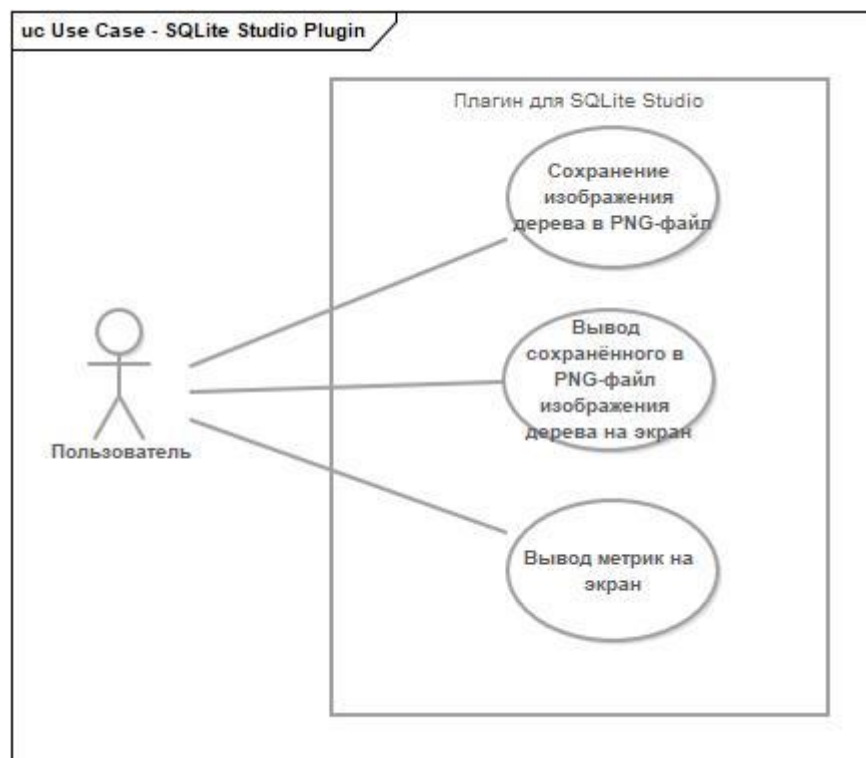 uc Use Case - SQLite Studio Plugin
Плагин для SQLite Studio
Сохранение
изображения
дерева в PNG-файл
Вывод
сохранённого в
PNG-файл
изображения
дерева на экран
Пользователь
Вывод метрик на
экран